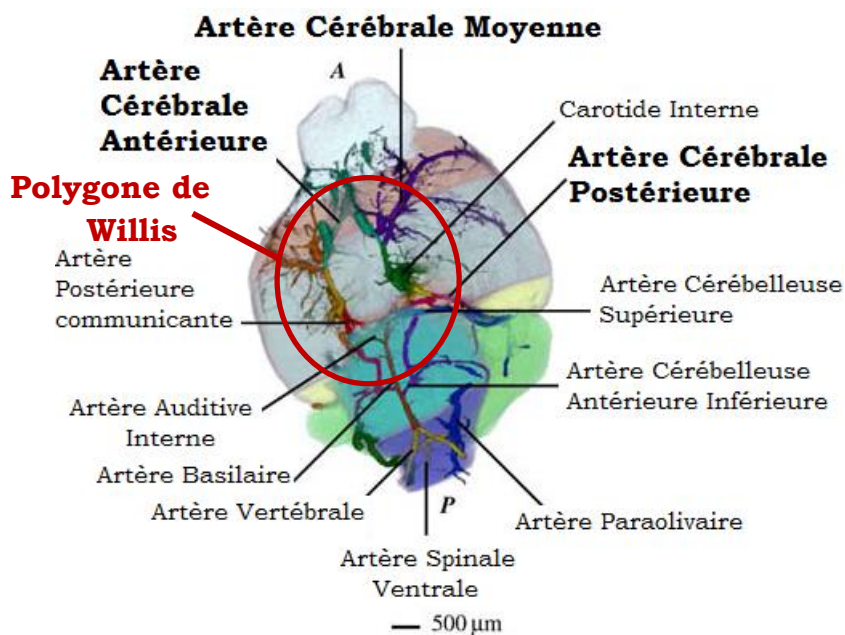 Artère Cérébrale Moyenne
Artère
Cérébrale
Antérieure
A
Carotide Interne
Artère Cérébrale
Postérieure
Polygone de
Willis
Artère
Postérieure
communicante
Artère Cérébelleuse
Supérieure
Artère Cérébelleuse
Antérieure Inférieure
Artère Auditive
Interne
Artère Basilaire
Artère Vertébrale
P
Artère Paraolivaire
Artère Spinale
Ventrale
500 µm